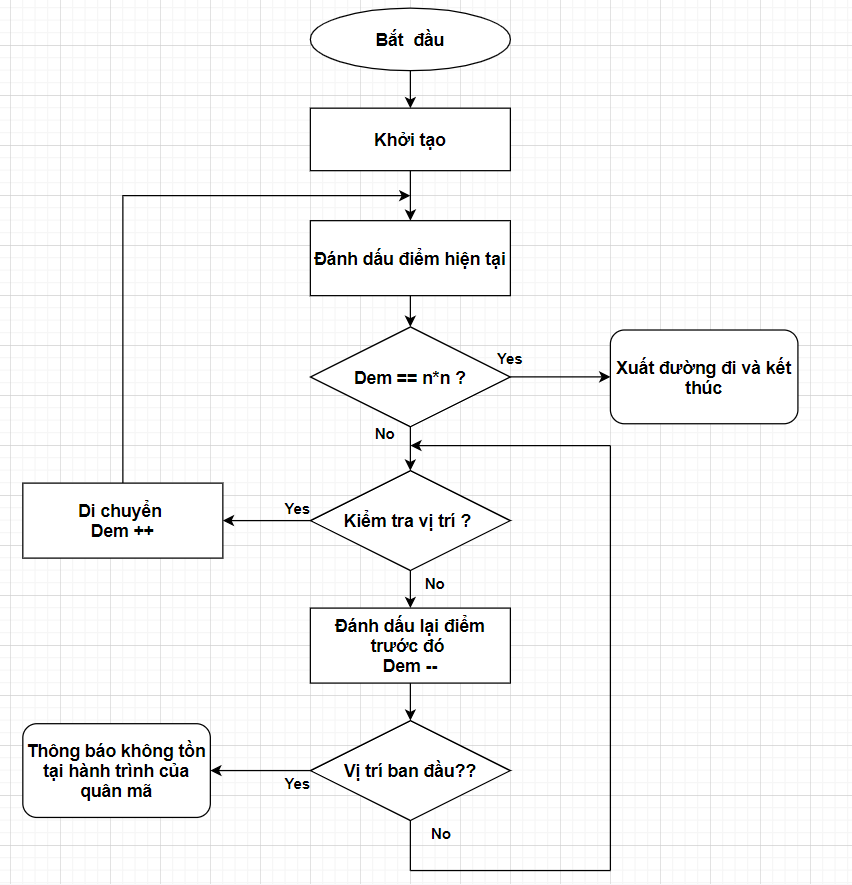 Bắt đầu
Khởi tạo
Đánh dấu điểm hiện tại
Dem == n*n ?
Yes
Xuất đường đi và kết
thúc
No
Kiểm tra vị trí ?
Yes
Di chuyển
Dem ++
No
Đánh dấu lại điểm
trước đó
Dem --
Vị trí ban đầu??
Yes
Thông báo không tồn
tại hành trình của
quân mã
No